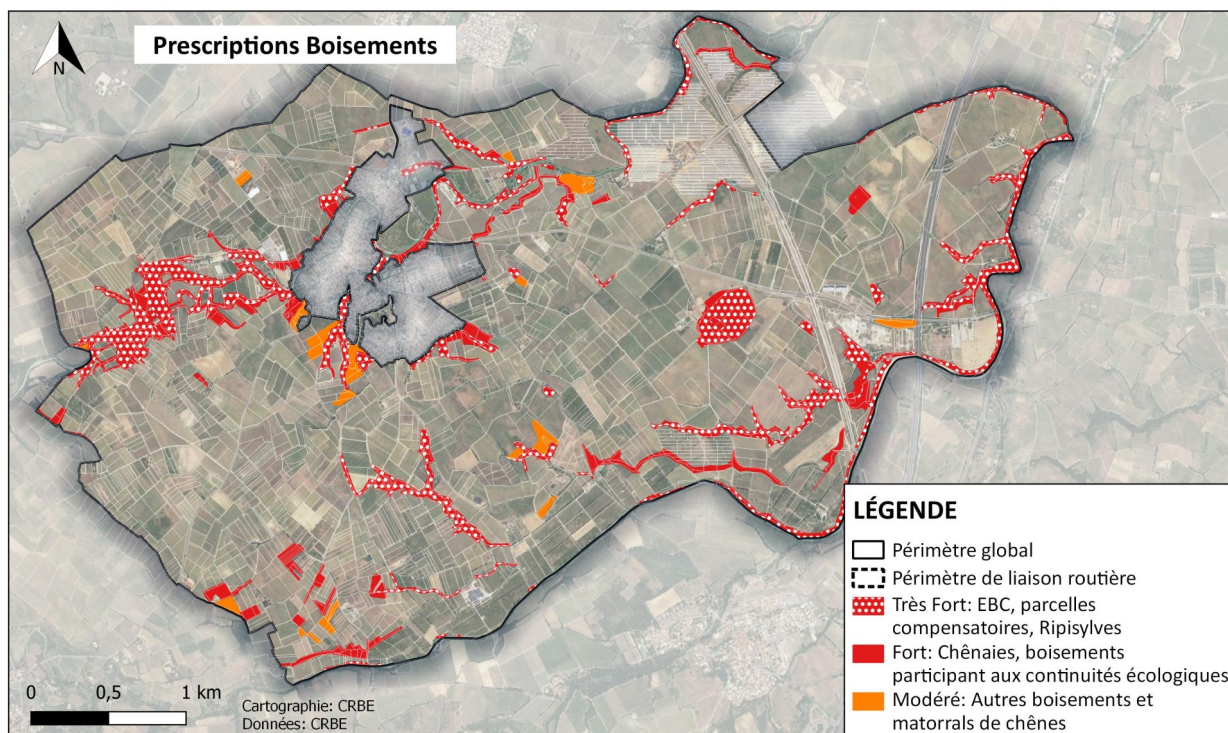 Prescriptions Boisements
N
LÉGENDE
Périmètre global
Périmètre de liaison routière
Très Fort: EBC, parcelles
compensatoires, Ripisylves
Fort: Chênaies, boisements
participant aux continuités écologiques
Modéré: Autres boisements et
matorrals de chênes
0 0,5 1 km
Cartographie: CRBE
Données: CRBE